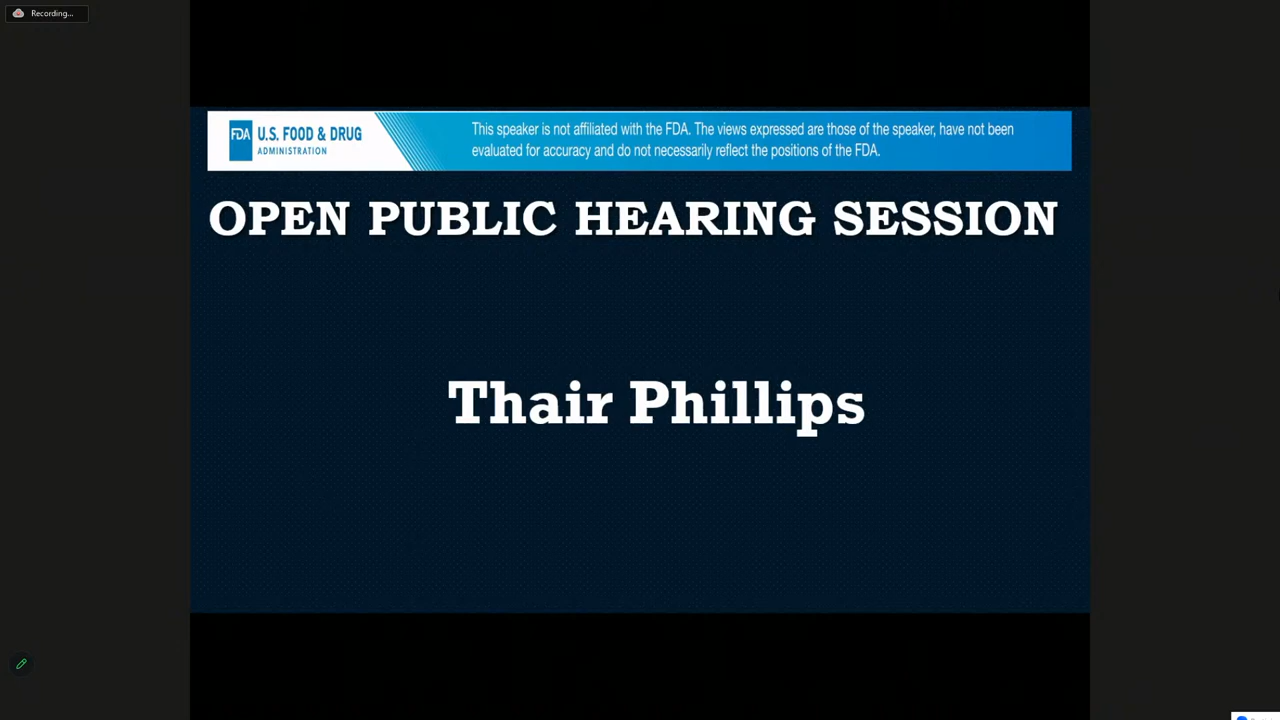 Recording...
FDA
U.S. FOOD & DRUG
ADMINISTRATION
This speaker is not affiliated with the FDA. The views expressed are those of the speaker, have not been
evaluated for accuracy and do not necessarily reflect the positions of the FDA.
OPEN PUBLIC HEARING SESSION
Thair Phillips